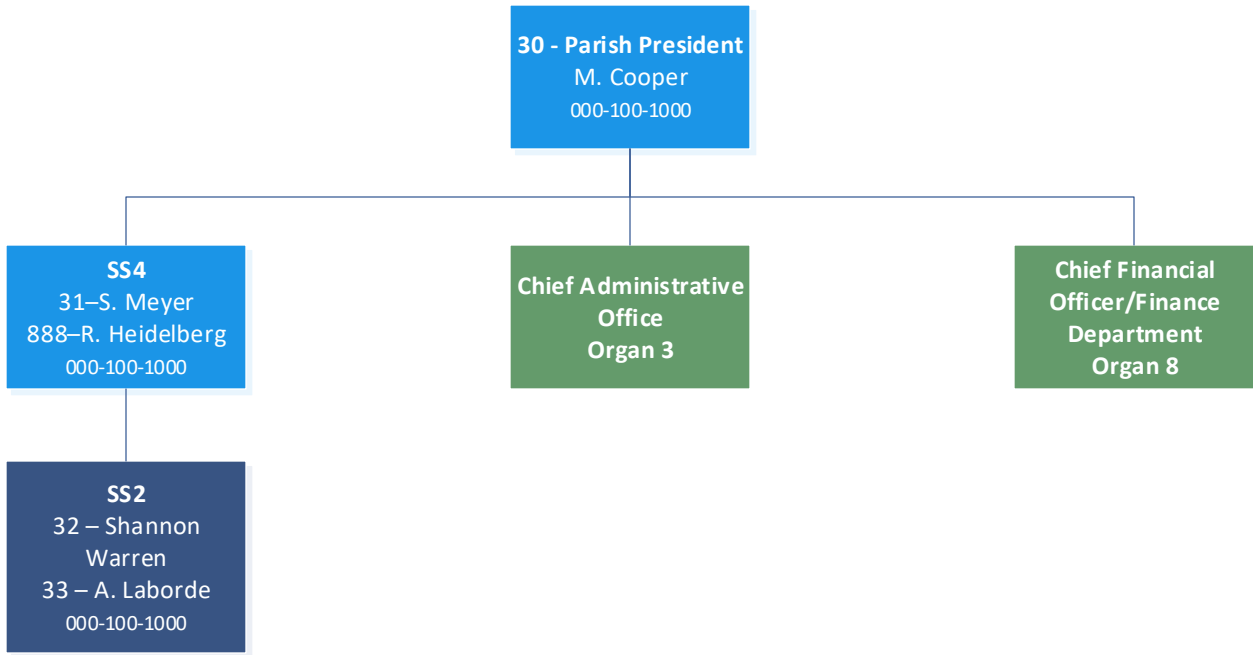 30 - Parish President
M. Cooper
000-100-1000
SS4
31–S. Meyer
888–R. Heidelberg
000-100-1000
Chief Administrative
Office
Organ 3
Chief Financial
Officer/Finance
Department
Organ 8
SS2
32 – Shannon
Warren
33 – A. Laborde
000-100-1000